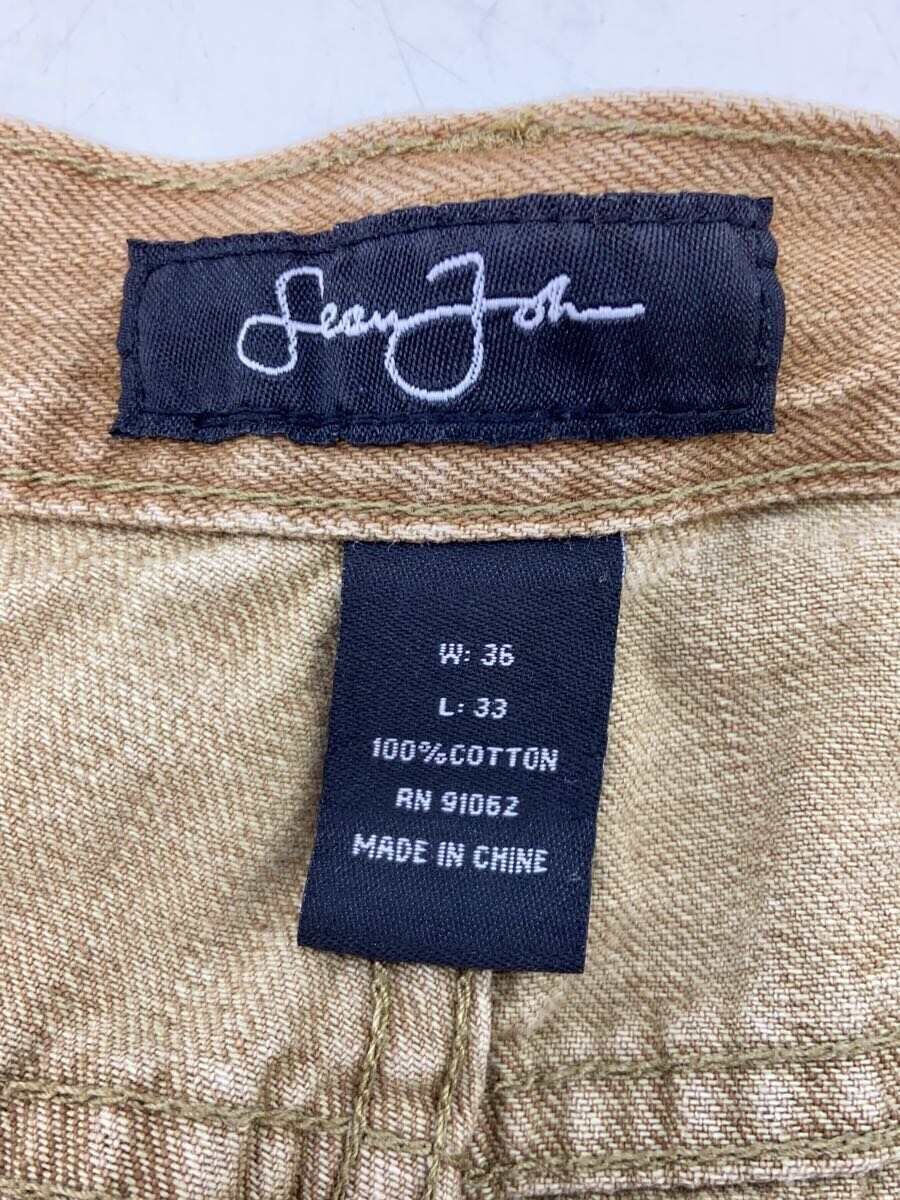 Sean John
W: 36
L: 33
100%COTTON
RN 91062
MADE IN CHINE